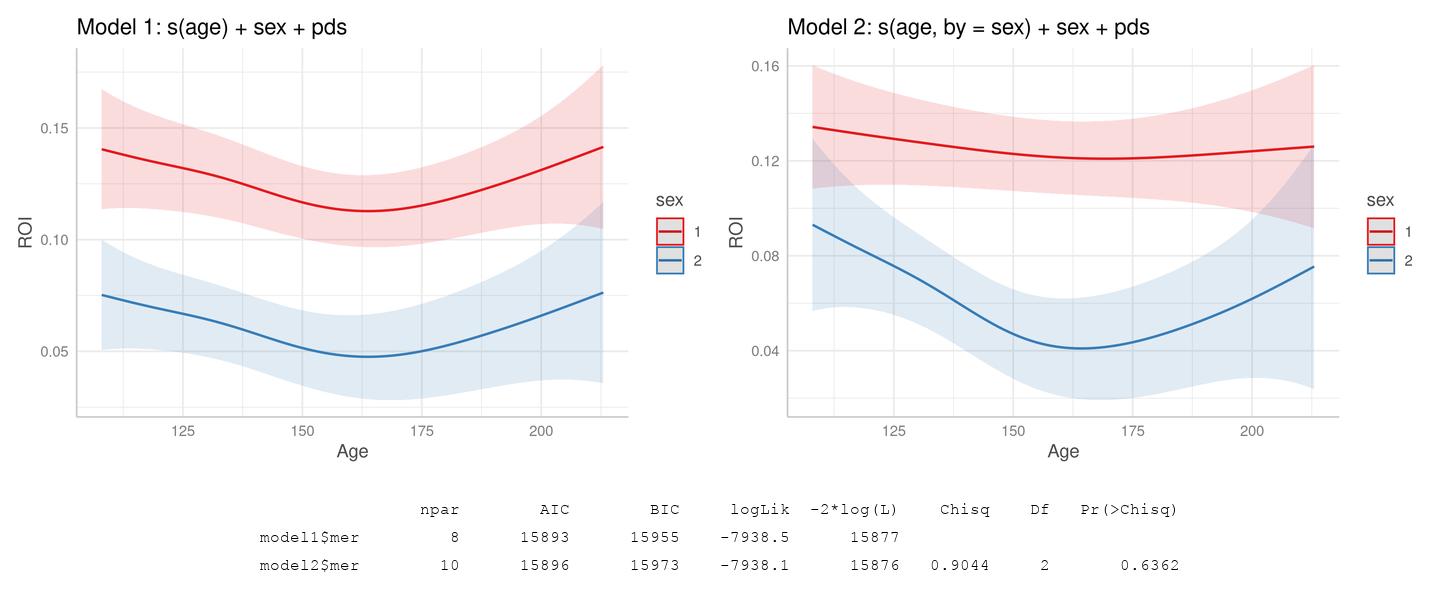 Model 1: s(age) + sex + pds
ROI
0.15
0.10
0.05
125 150 175 200
Age
sex
1
2
Model 2: s(age, by = sex) + sex + pds
ROI
0.16
0.12
0.08
0.04
125 150 175 200
Age
sex
1
2
npar AIC BIC logLik -2*log(L) Chisq Df Pr(>Chisq)
model1$mer 8 15893 15955 -7938.5 15877
model2$mer 10 15896 15973 -7938.1 15876 0.9044 2 0.6362